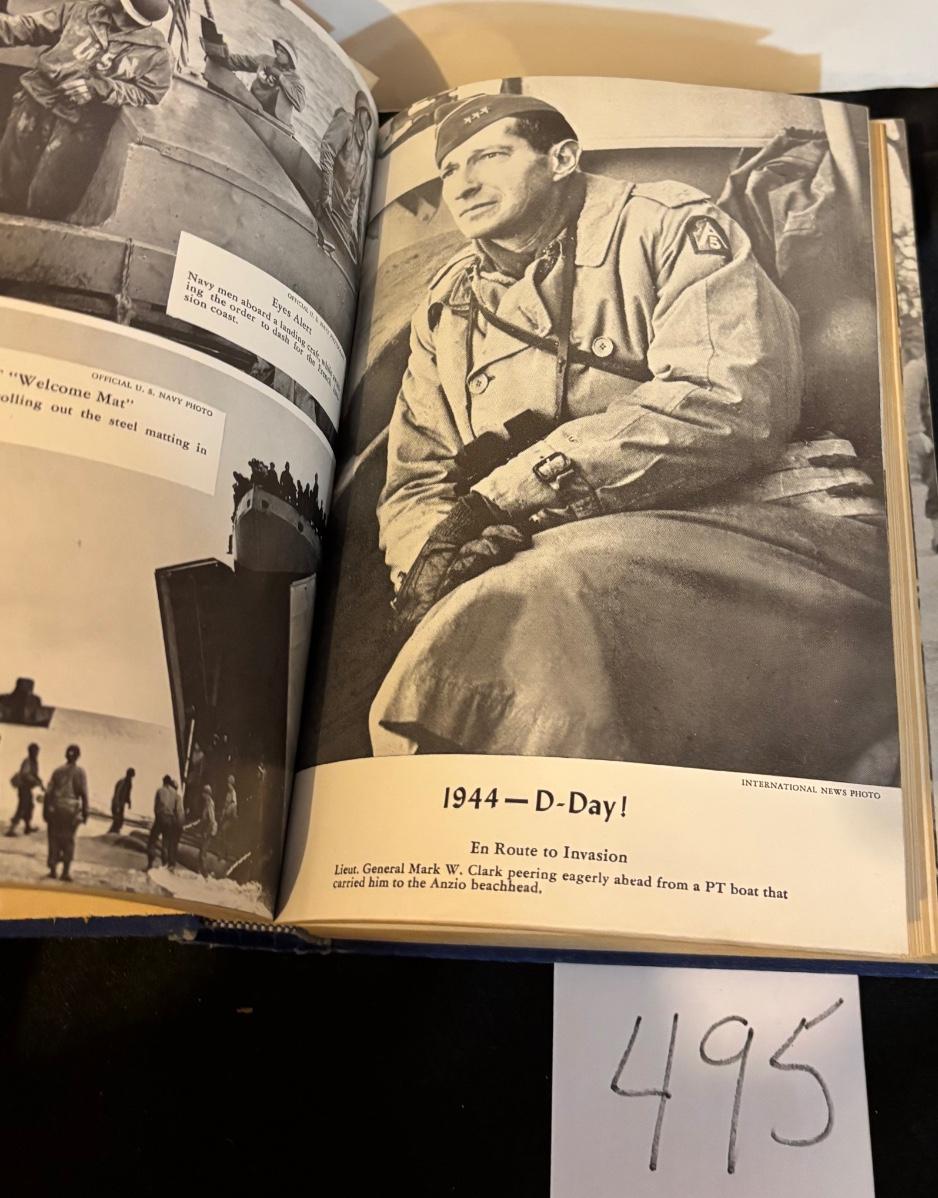 OFFICIAL U. S. NAVY
Eyes Alert
Navy men aboard a landing craft
ing the order to dash for the
sion coast.
OFFICIAL U. S. NAVY PHOTO
"Welcome Mat"
olling out the steel matting in
A5
INTERNATIONAL NEWS PHOTO
1944—D-Day!
En Route to Invasion
Lieut. General Mark W. Clark peering eagerly ahead from a PT boat that
carried him to the Anzio beachhead.
495